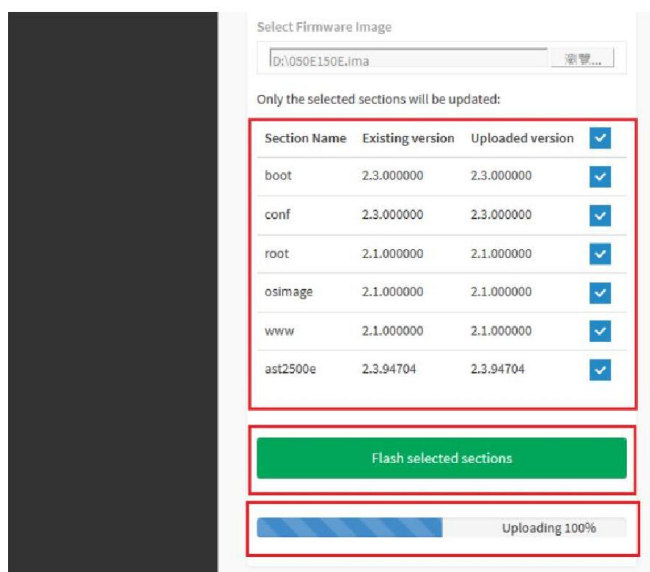 Select Firmware Image
D:\050E150E.ima 瀏覽...
Only the selected sections will be updated:
Section Name Existing version Uploaded version
boot 2.3.000000 2.3.000000
conf 2.3.000000 2.3.000000
root 2.1.000000 2.1.000000
osimage 2.1.000000 2.1.000000
www 2.1.000000 2.1.000000
ast2500e 2.3.94704 2.3.94704
Flash selected sections
Uploading 100%